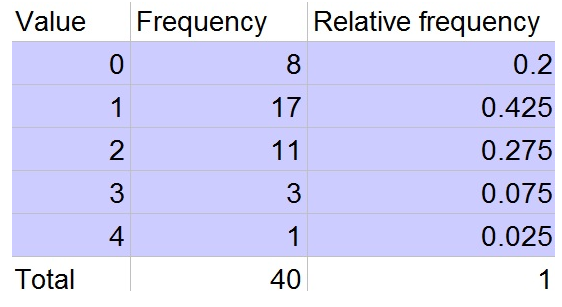 Value Frequency Relative frequency
0 8 0.2
1 17 0.425
2 11 0.275
3 3 0.075
4 1 0.025
Total 40 1